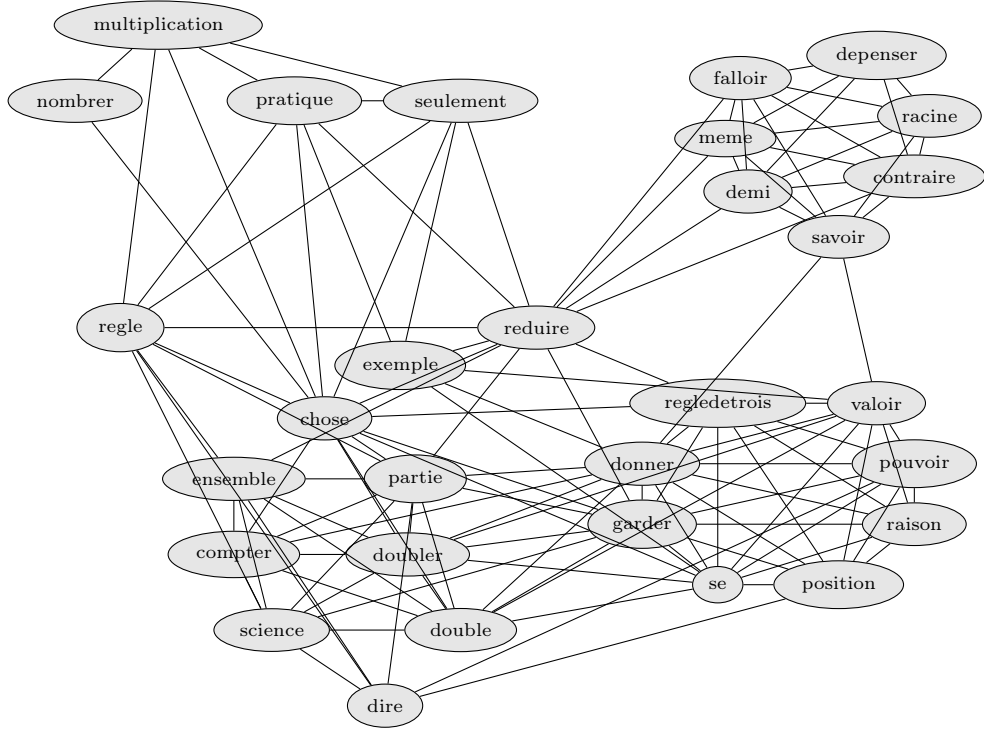 multiplication
depenser
falloir
nombrer
pratique
seulement
racine
meme
contraire
demi
savoir
regle
reduire
exemple
regledetrois
valoir
chose
donner
pouvoir
ensemble
partie
garder
raison
compter
doubler
se
position
science
double
dire